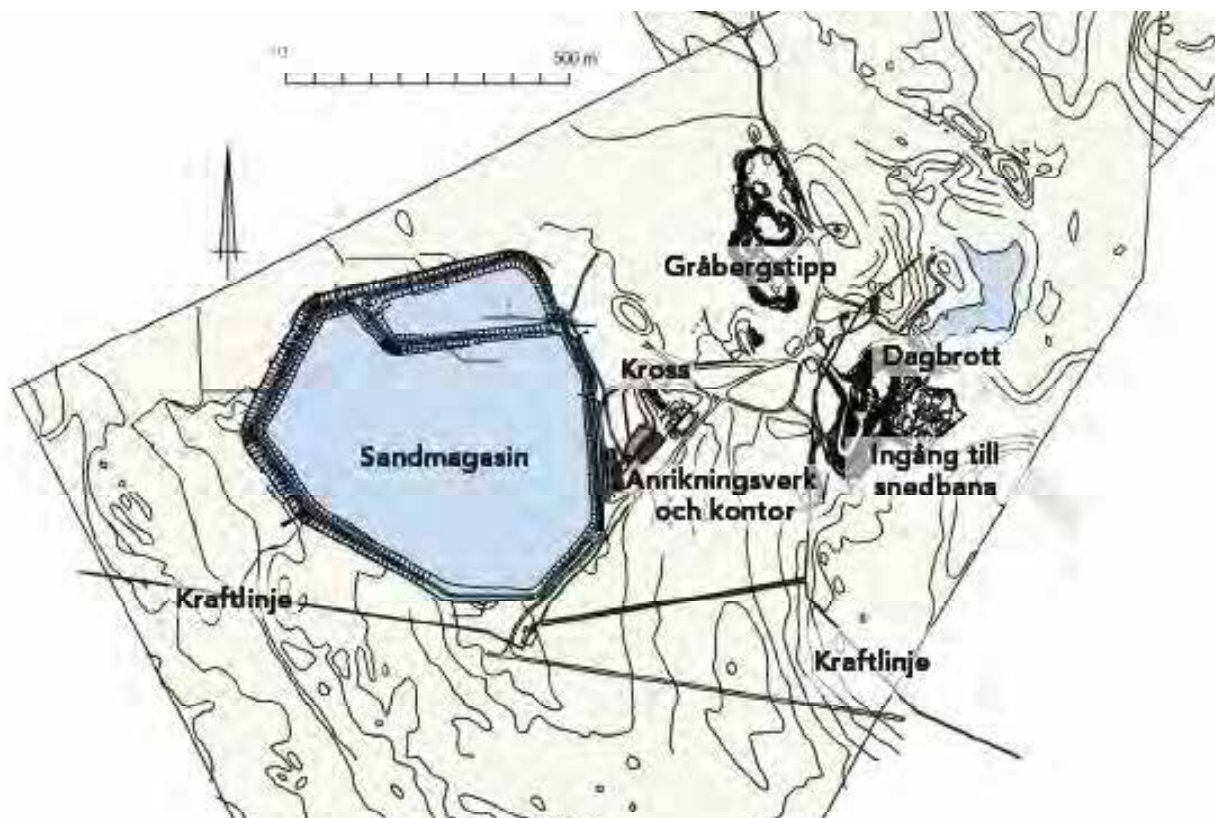 500 m
Gråbergstipp
Kross
Dagbrott
Sandmagasin
Anrikningsverk
och kontor
Ingång till
snedbana
Kraftlinje
Kraftlinje